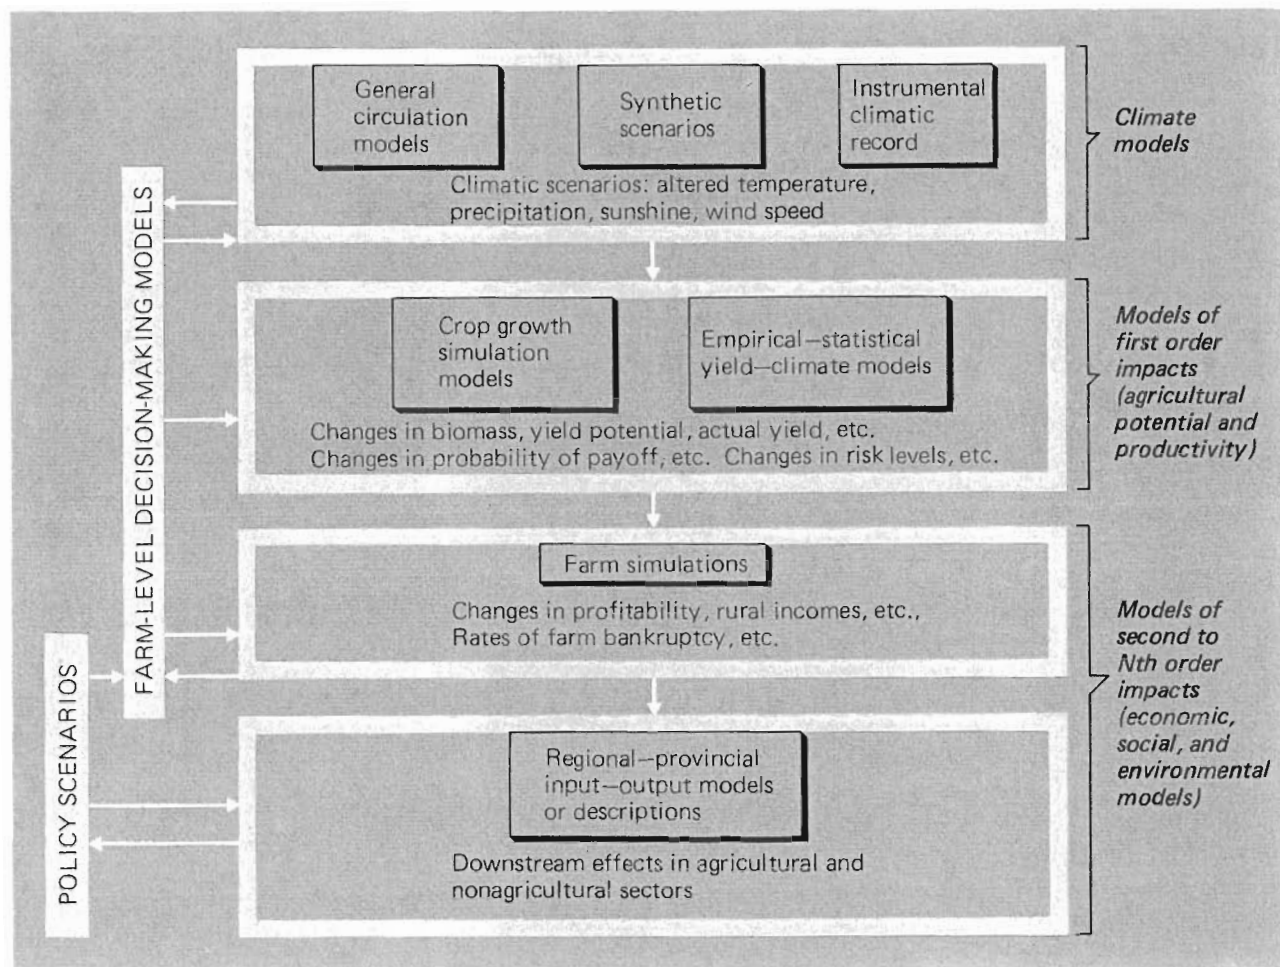 General
circulation
models
Synthetic
scenarios
Instrumental
climatic
record
Climatic scenarios: altered temperature,
precipitation, sunshine, wind speed
Climate
models
Crop growth
simulation
models
Empirical—statistical
yield—climate models
Changes in biomass, yield potential, actual yield, etc.
Changes in probability of payoff, etc. Changes in risk levels, etc.
Models of
first order
impacts
(agricultural
potential and
productivity)
Farm simulations
Changes in profitability, rural incomes, etc.,
Rates of farm bankruptcy, etc.
Regional—provincial
input—output models
or descriptions
Downstream effects in agricultural and
nonagricultural sectors
Models of
second to
Nth order
impacts
(economic,
social, and
environmental
models)
FARM-LEVEL DECISION-MAKING MODELS
POLICY SCENARIOS